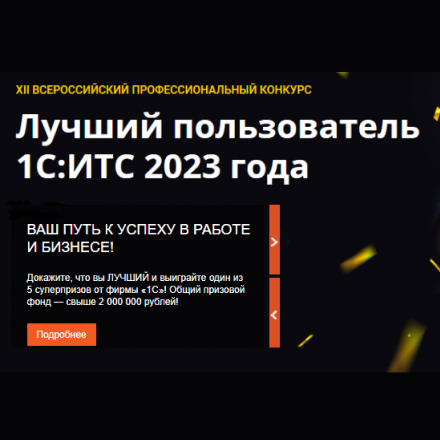 XII ВСЕРОССИЙСКИЙ ПРОФЕССИОНАЛЬНЫЙ КОНКУРС
Лучший пользователь
1С:ИТС 2023 года
ВАШ ПУТЬ К УСПЕХУ В РАБОТЕ
И БИЗНЕСЕ!
Докажите, что вы ЛУЧШИЙ и выиграйте один из
5 суперпризов от фирмы «1С»! Общий призовой
фонд — свыше 2 000 000 рублей!
Подробнее